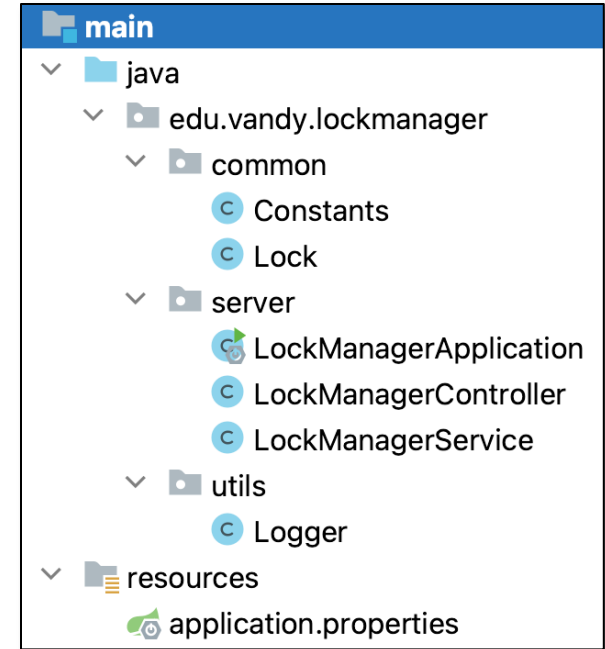 main
java
edu.vandy.lockmanager
common
C Constants
C Lock
server
LockManagerApplication
C LockManagerController
C LockManagerService
utils
C Logger
resources
application.properties